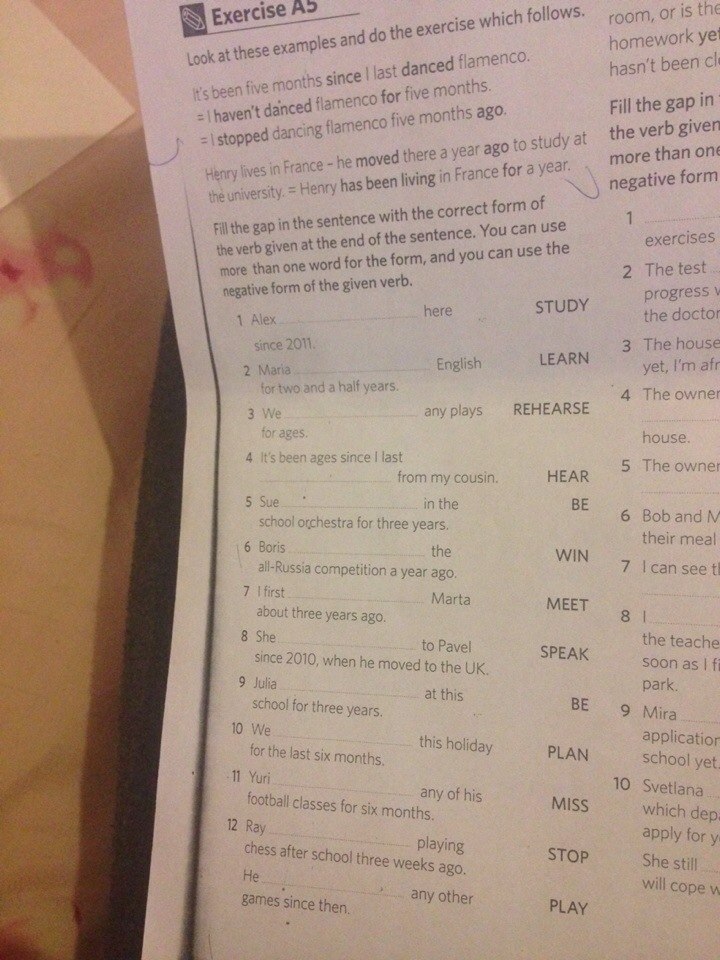 Exercise A5
Look at these examples and do the exercise which follows.
It's been five months since I last danced flamenco.
= I haven't danced flamenco for five months.
= I stopped dancing flamenco five months ago.
Henry lives in France – he moved there a year ago to study at
the university. = Henry has been living in France for a year.
Fill the gap in the sentence with the correct form of
the verb given at the end of the sentence. You can use
more than one word for the form, and you can use the
negative form of the given verb.
1 Alex here STUDY
since 2011.
2 Maria English LEARN
for two and a half years.
3 We any plays REHEARSE
for ages.
4 It's been ages since I last
from my cousin. HEAR
5 Sue in the BE
school orchestra for three years.
6 Boris the WIN
all-Russia competition a year ago.
7 I first Marta MEET
about three years ago.
8 She to Pavel SPEAK
since 2010, when he moved to the UK.
9 Julia at this BE
school for three years.
10 We this holiday PLAN
for the last six months.
11 Yuri any of his MISS
football classes for six months.
12 Ray playing STOP
chess after school three weeks ago.
He any other PLAY
games since then.
room, or is the
homework yet
hasn't been
Fill the gap in
the verb given
more than one
negative form
1
exercises
2 The test
progress
the doctor
3 The house
yet, I'm
4 The owner
house.
5 The owner
6 Bob and
their meal
7 I can see
8 I
the teache
soon as I
park.
9 Mira
application
school yet.
10 Svetlana
which
apply for
She still
will cope